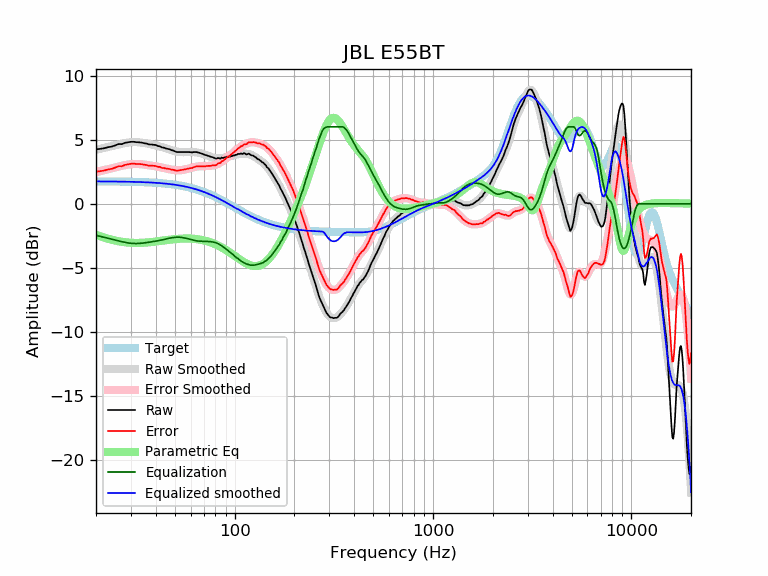 JBL E55BT
Amplitude (dBr)
10
5
0
−5
−10
−15
−20
Target
Raw Smoothed
Error Smoothed
Raw
Error
Parametric Eq
Equalization
Equalized smoothed
100
1000
10000
Frequency (Hz)